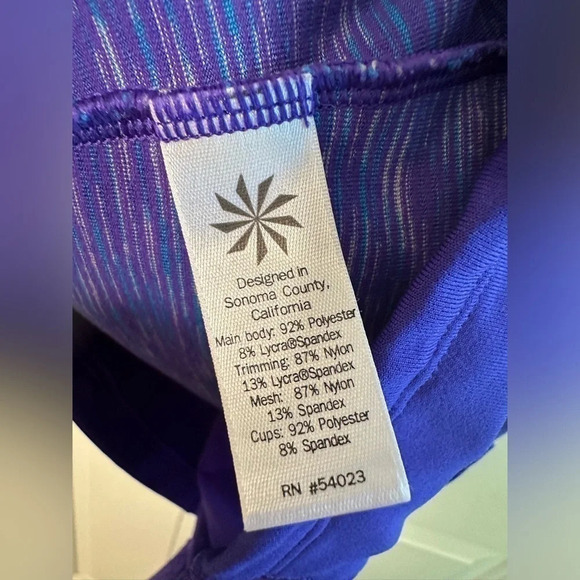 Designed in
Sonoma County,
California
Main body: 92% Polyester
8% Lycra®Spandex
Trimming: 87% Nylon
13% Lycra®Spandex
Mesh: 87% Nylon
13% Spandex
Cups: 92% Polyester
8% Spandex
RN #54023